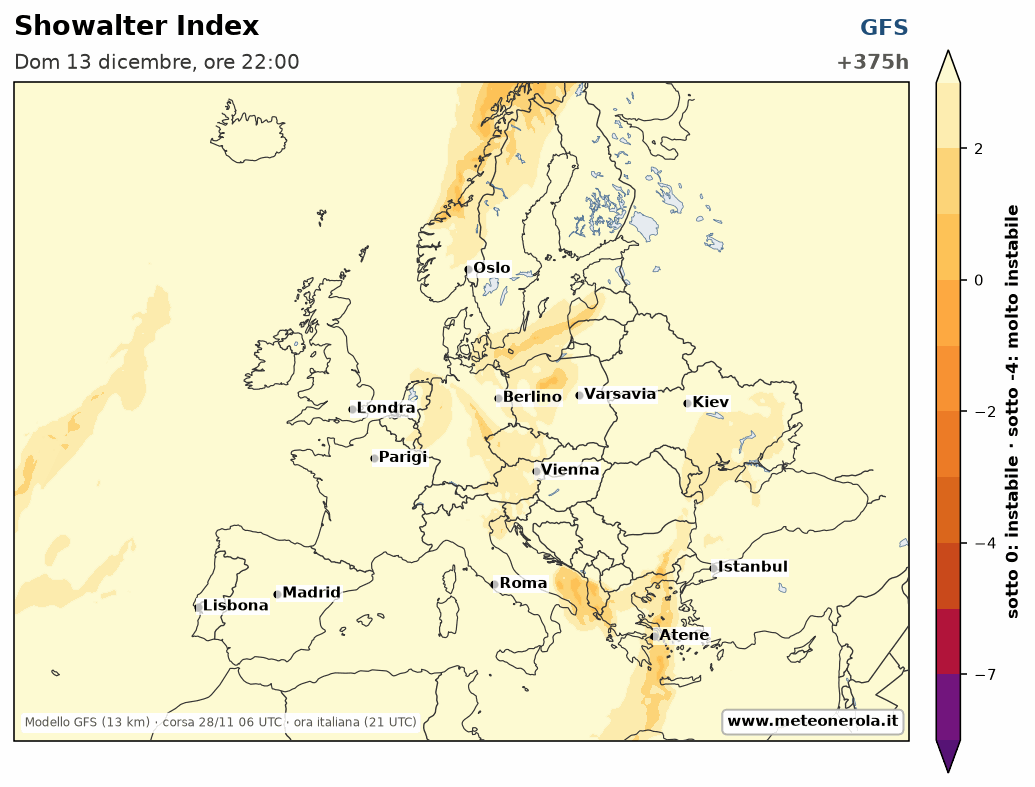 Showalter Index
GFS
Dom 13 dicembre, ore 22:00
+375h
2
0
−2
−4
−7
sotto 0: instabile · sotto -4: molto instabile
Oslo
Berlino
Varsavia
Kiev
Londra
Parigi
Vienna
Istanbul
Roma
Madrid
Lisbona
Atene
Modello GFS (13 km) · corsa 28/11 06 UTC · ora italiana (21 UTC)
www.meteonerola.it